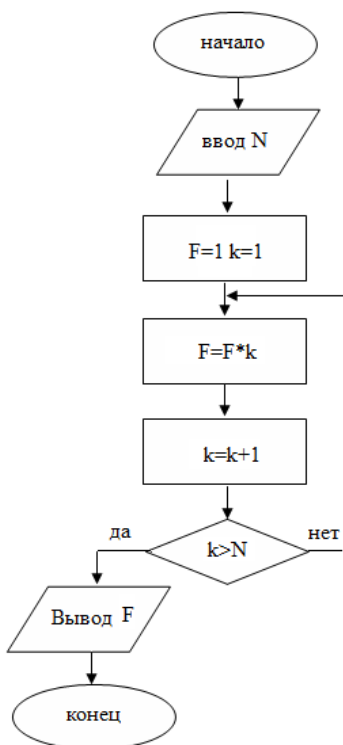 начало
ввод N
F=1 k=1
F=F*k
k=k+1
да
k>N
нет
Вывод F
конец